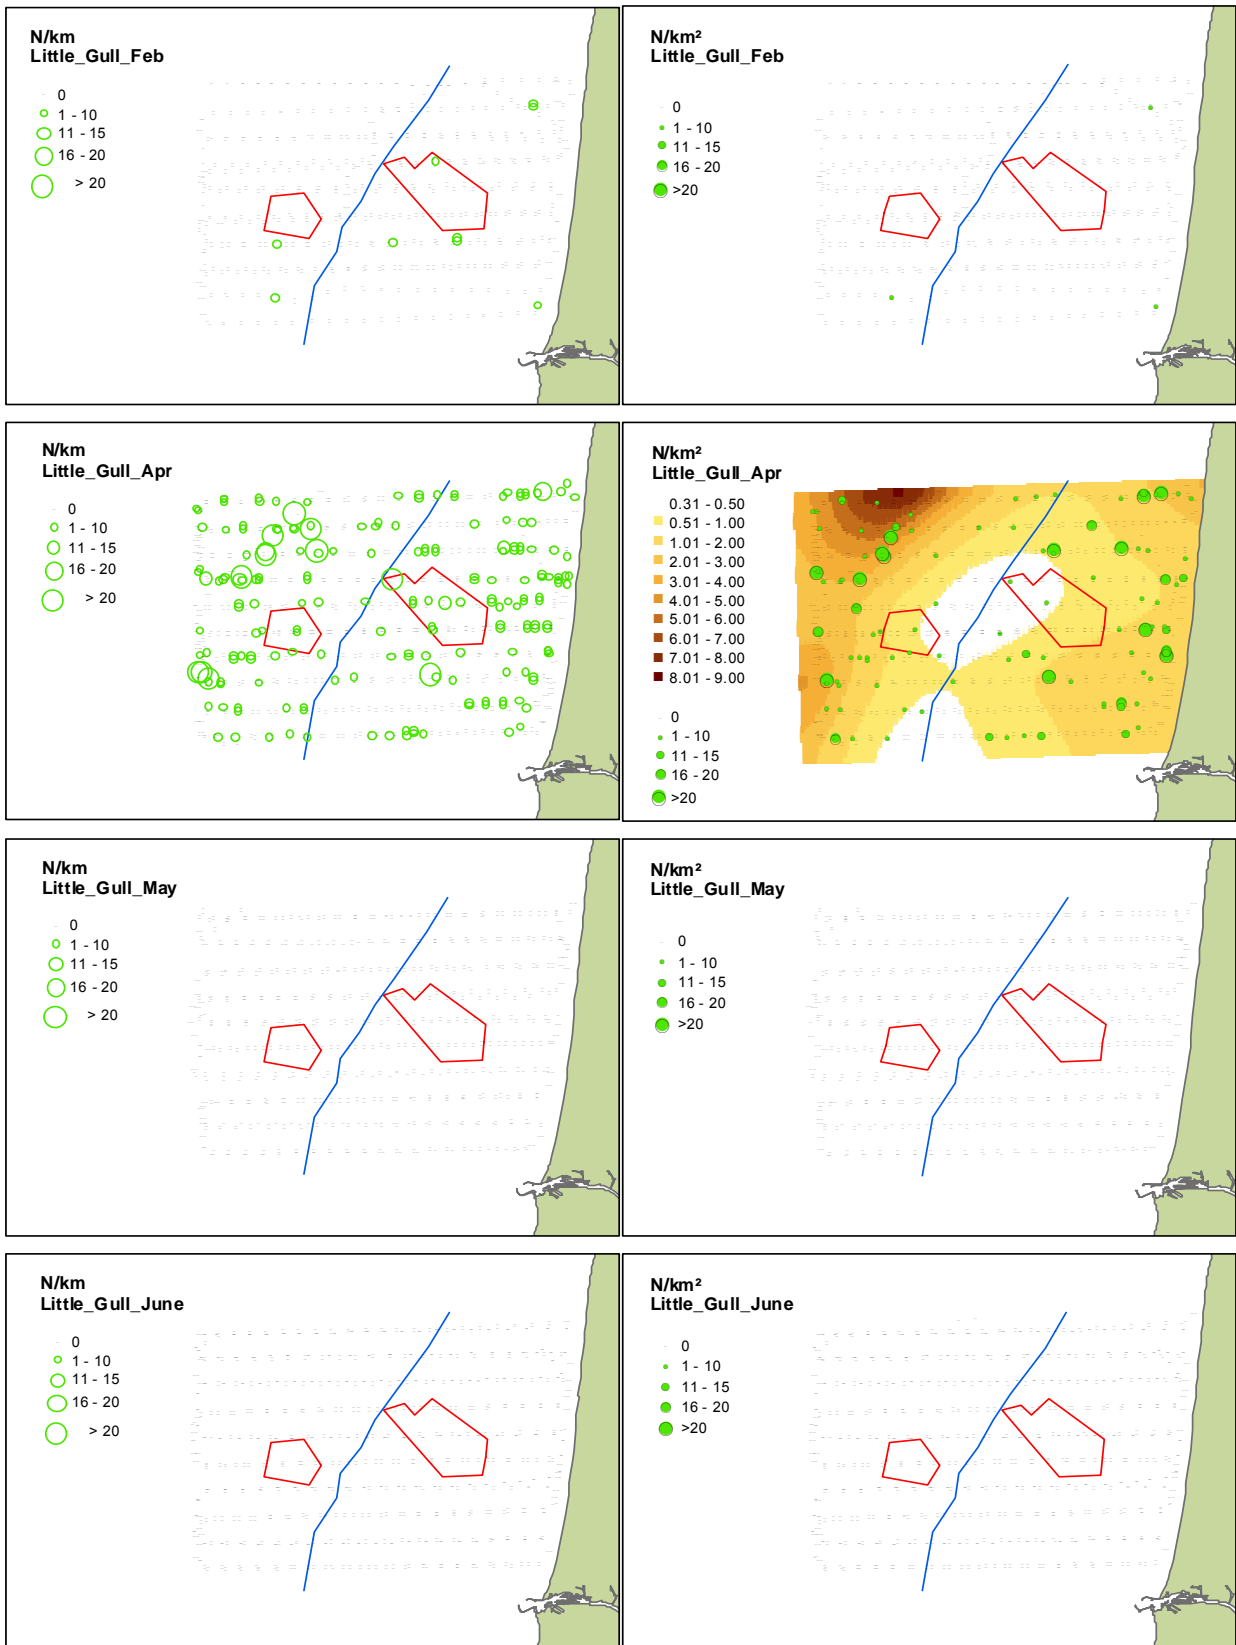 N/km
Little_Gull_Feb
0
1 - 10
11 - 15
16 - 20
> 20
N/km²
Little_Gull_Feb
0
1 - 10
11 - 15
16 - 20
>20
N/km
Little_Gull_Apr
0
1 - 10
11 - 15
16 - 20
> 20
N/km²
Little_Gull_Apr
0.31 - 0.50
0.51 - 1.00
1.01 - 2.00
2.01 - 3.00
3.01 - 4.00
4.01 - 5.00
5.01 - 6.00
6.01 - 7.00
7.01 - 8.00
8.01 - 9.00
0
1 - 10
11 - 15
16 - 20
>20
N/km
Little_Gull_May
0
1 - 10
11 - 15
16 - 20
> 20
N/km²
Little_Gull_May
0
1 - 10
11 - 15
16 - 20
>20
N/km
Little_Gull_June
0
1 - 10
11 - 15
16 - 20
> 20
N/km²
Little_Gull_June
0
1 - 10
11 - 15
16 - 20
>20